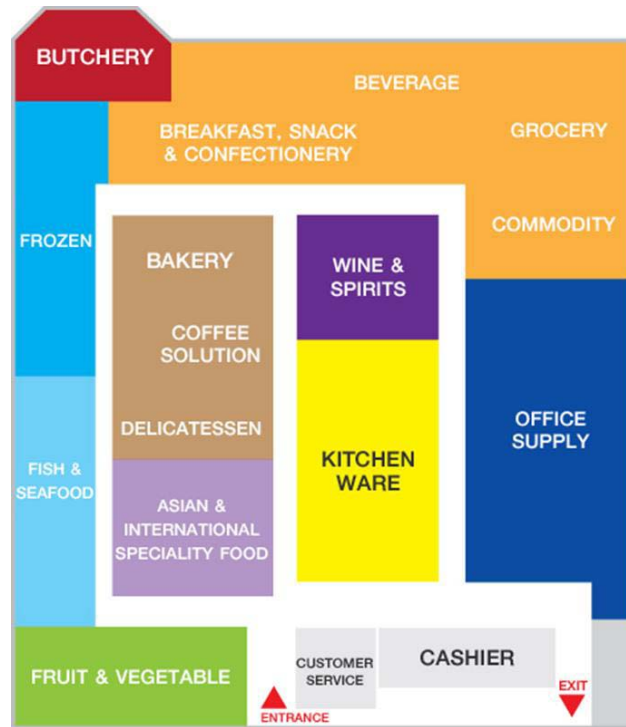 BUTCHERY
BEVERAGE
BREAKFAST, SNACK
& CONFECTIONERY
GROCERY
COMMODITY
FROZEN
BAKERY
WINE &
SPIRITS
COFFEE
SOLUTION
DELICATESSEN
OFFICE
SUPPLY
KITCHEN
WARE
FISH &
SEAFOOD
ASIAN &
INTERNATIONAL
SPECIALITY FOOD
FRUIT & VEGETABLE
CUSTOMER
SERVICE
CASHIER
EXIT
ENTRANCE